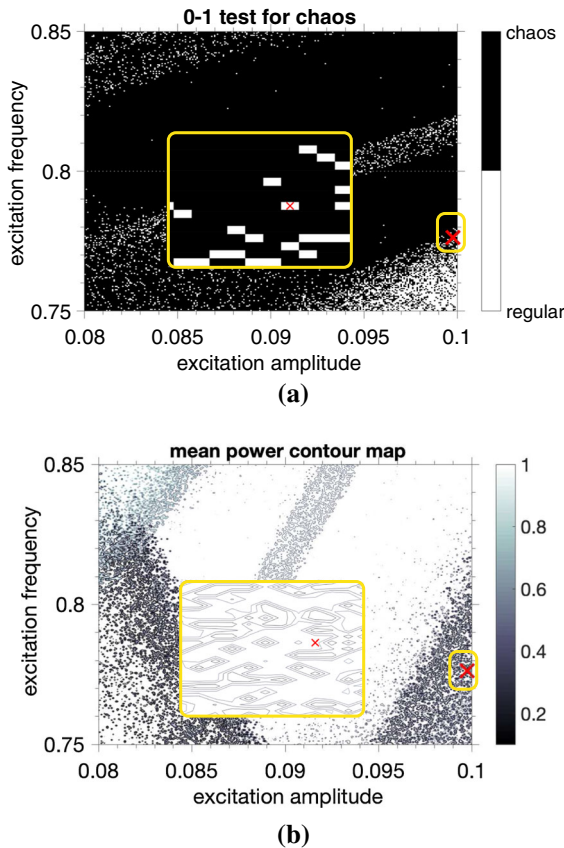 0-1 test for chaos
0.85
chaos
excitation frequency
0.8
0.75
regular
0.08
0.085
0.09
0.095
0.1
excitation amplitude
(a)
mean power contour map
0.85
1
0.8
excitation frequency
0.8
0.6
0.4
0.2
0.75
0.08
0.085
0.09
0.095
0.1
excitation amplitude
(b)